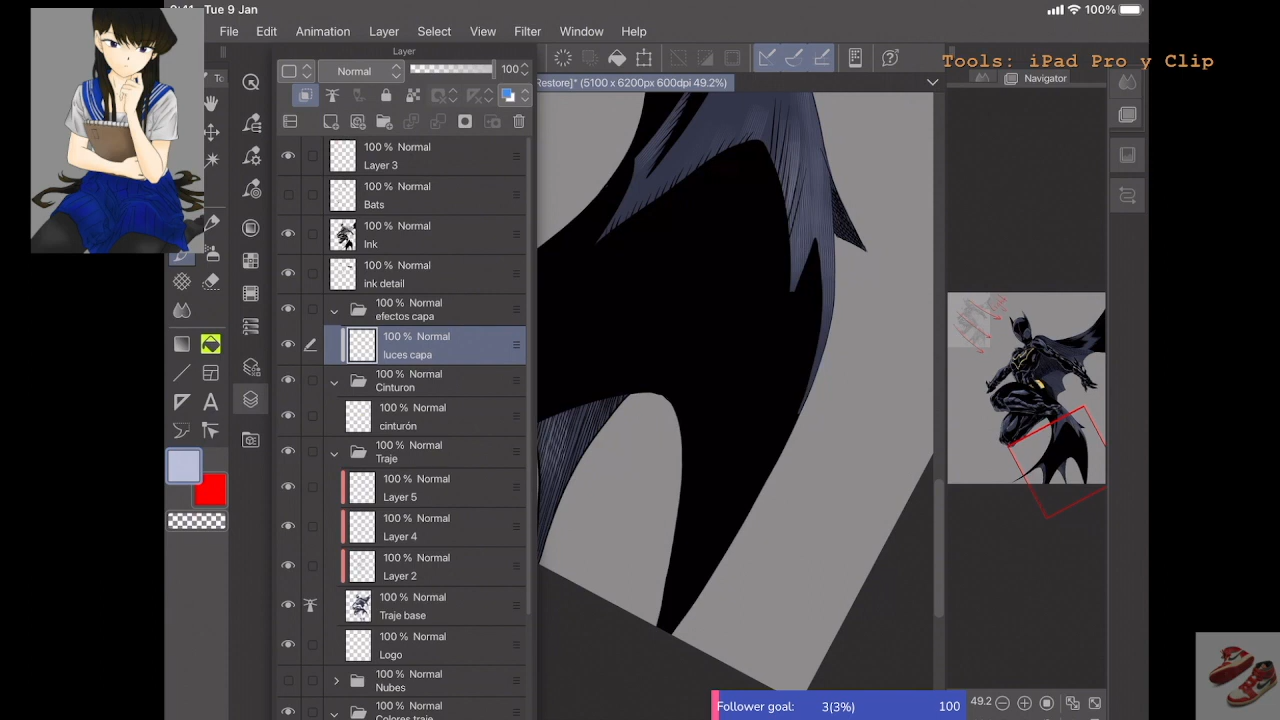 Tue 9 Jan
100%
File Edit Animation Layer Select View Filter Window Help
Layer
Tools: iPad Pro y Clip
Normal 100
Restore]* (5100 x 6200px 600dpi 49.2%)
Navigator
100 % Normal
Layer 3
100 % Normal
Bats
100 % Normal
Ink
100 % Normal
ink detail
100 % Normal
efectos capa
100 % Normal
luces capa
100 % Normal
Cinturon
100 % Normal
cinturón
100 % Normal
Traje
100 % Normal
Layer 5
100 % Normal
Layer 4
100 % Normal
Layer 2
100 % Normal
Traje base
100 % Normal
Logo
100 % Normal
Nubes
100 % Normal
Colores traje
49.2
Follower goal: 3(3%) 100